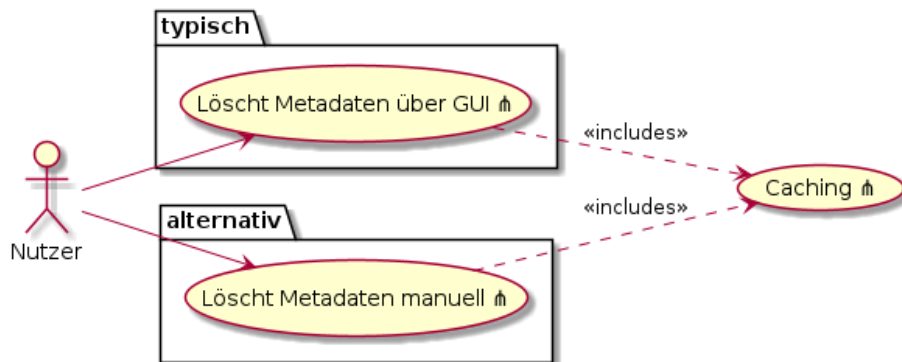 typisch
Löscht Metadaten über GUI ⋔
«includes»
Caching ⋔
«includes»
Nutzer
alternativ
Löscht Metadaten manuell ⋔